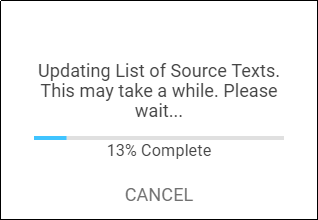 Updating List of Source Texts.
This may take a while. Please
wait...
13% Complete
CANCEL